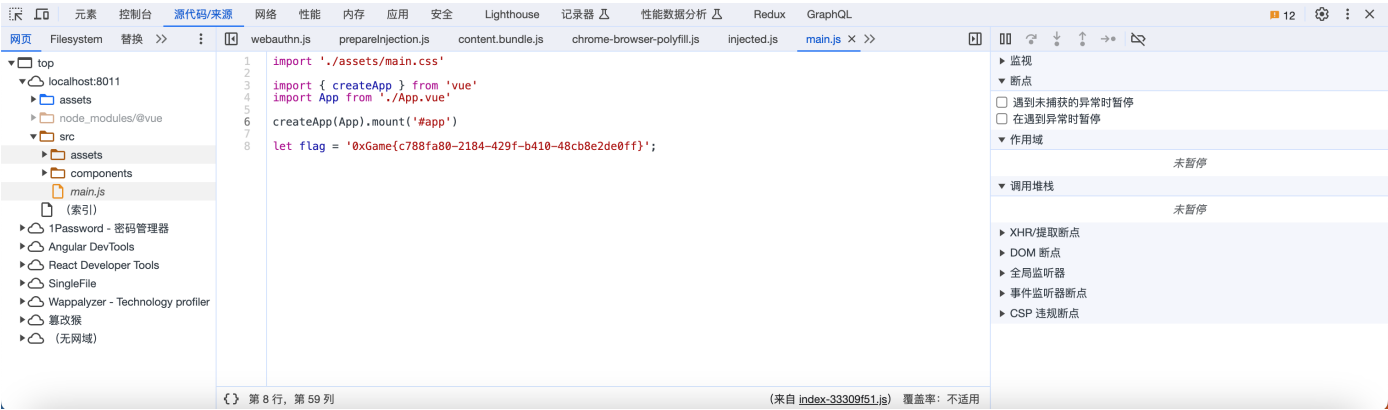 元素 控制台 源代码/来源 网络 性能 内存 应用 安全 Lighthouse 记录器 性能数据分析 Redux GraphQL 12
网页 Filesystem 替换 webauthn.js prepareInjection.js content.bundle.js chrome-browser-polyfill.js injected.js main.js
top
localhost:8011
assets
node_modules/@vue
src
assets
components
main.js
（索引）
1Password - 密码管理器
Angular DevTools
React Developer Tools
SingleFile
Wappalyzer - Technology profiler
篡改猴
（无网域）
1 import './assets/main.css'
2
3 import { createApp } from 'vue'
4 import App from './App.vue'
5
6 createApp(App).mount('#app')
7
8 let flag = '0xGame{c788fa80-2184-429f-b410-48cb8e2de0ff}';
{} 第 8 行，第 59 列 （来自 index-33309f51.js） 覆盖率：不适用
监视
断点
遇到未捕获的异常时暂停
在遇到异常时暂停
作用域
未暂停
调用堆栈
未暂停
XHR/提取断点
DOM 断点
全局监听器
事件监听器断点
CSP 违规断点